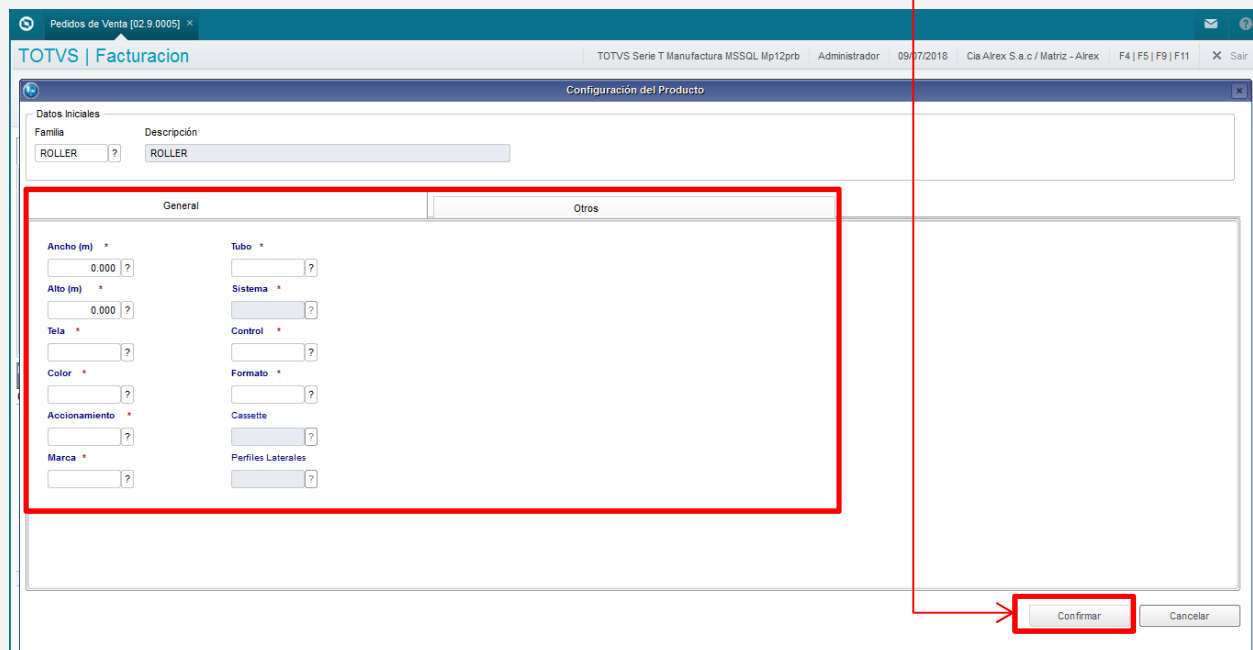 Pedidos de Venta [02.9.0005] ×
TOTVS | Facturacion
TOTVS Serie T Manufactura MSSQL Mp12prb Administrador 09/07/2018 Cia Alrex S.a.c / Matriz - Alrex F4 | F5 | F9 | F11 X Sair
Configuración del Producto
Datos Iniciales
Familia Descripción
ROLLER ? ROLLER
General Otros
Ancho (m) * Tubo *
0.000 ? ?
Alto (m) * Sistema *
0.000 ? ?
Tela * Control *
? ?
Color * Formato *
? ?
Accionamiento * Cassette
? ?
Marca * Perfiles Laterales
? ?
Confirmar Cancelar